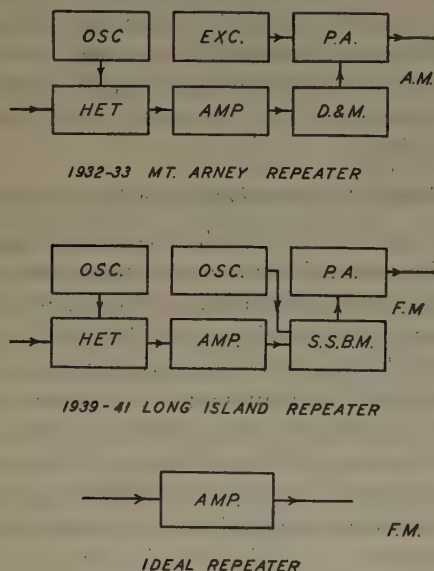 OSC EXC. P.A.
A.M.
HET AMP D.&M.
1932-33 MT. ARNEY REPEATER
OSC. OSC. P.A.
F.M
HET AMP. S.S.B.M.
1939-41 LONG ISLAND REPEATER
AMP.
F.M.
IDEAL REPEATER